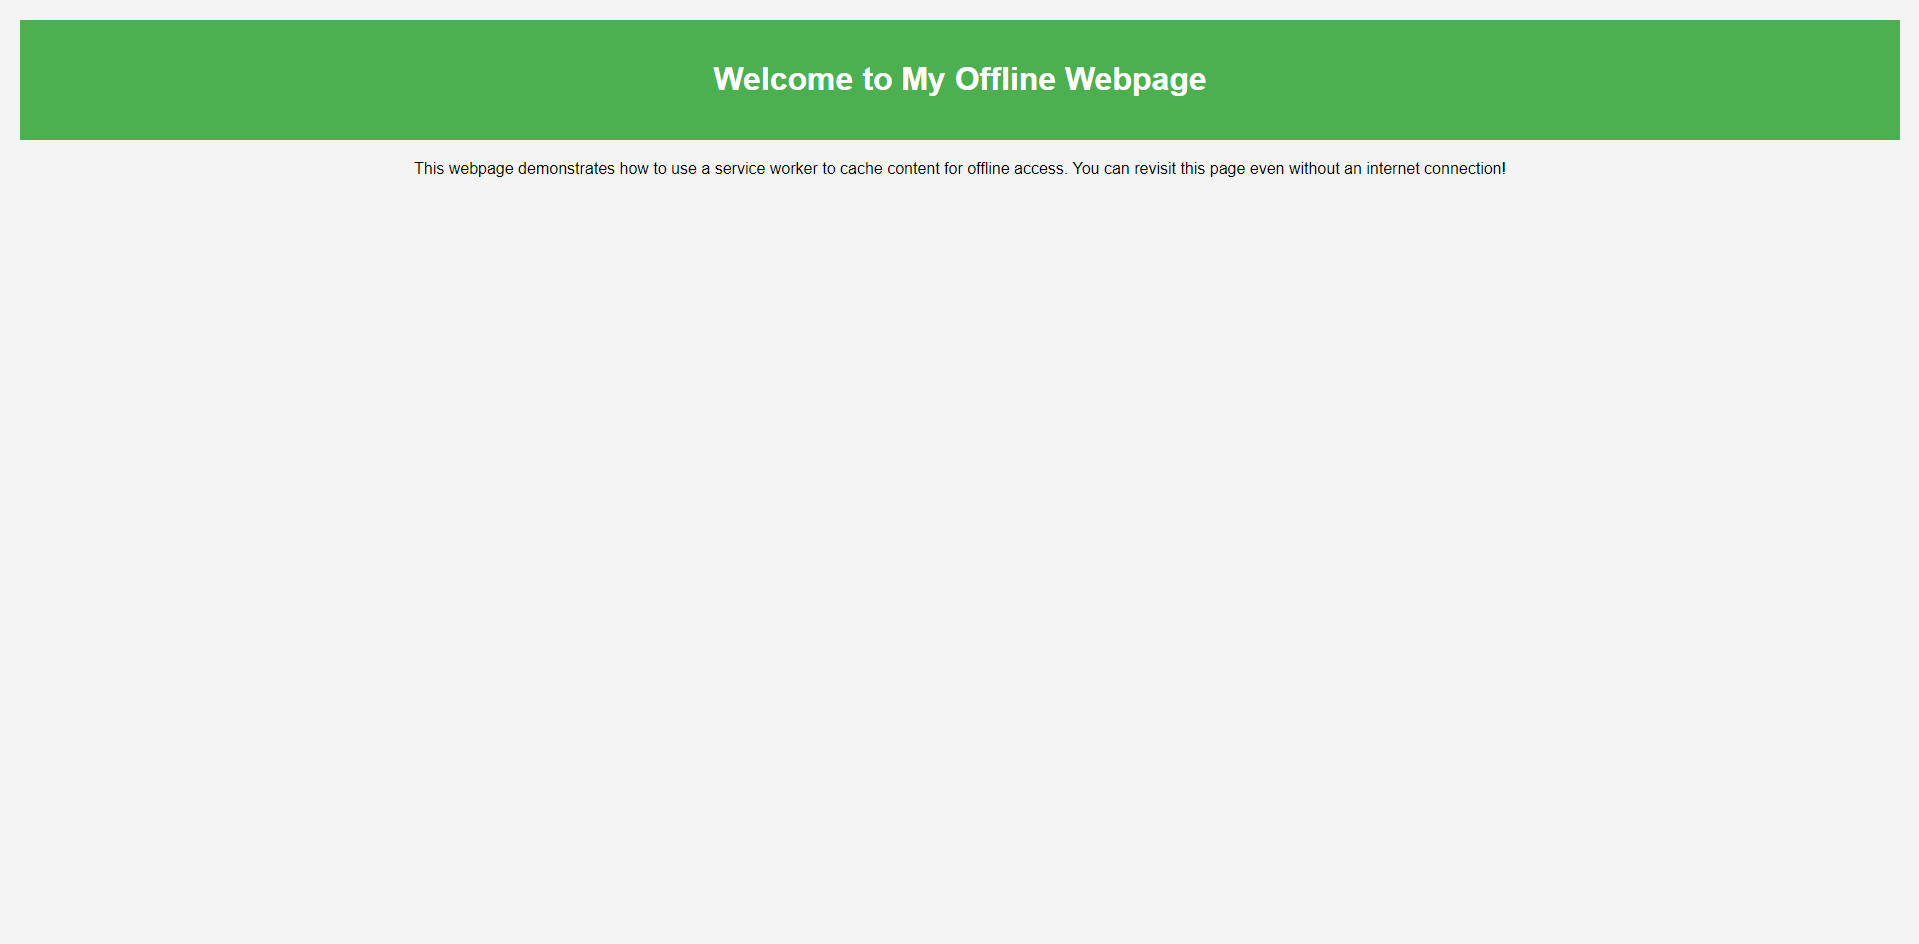 Welcome to My Offline Webpage
This webpage demonstrates how to use a service worker to cache content for offline access. You can revisit this page even without an internet connection!